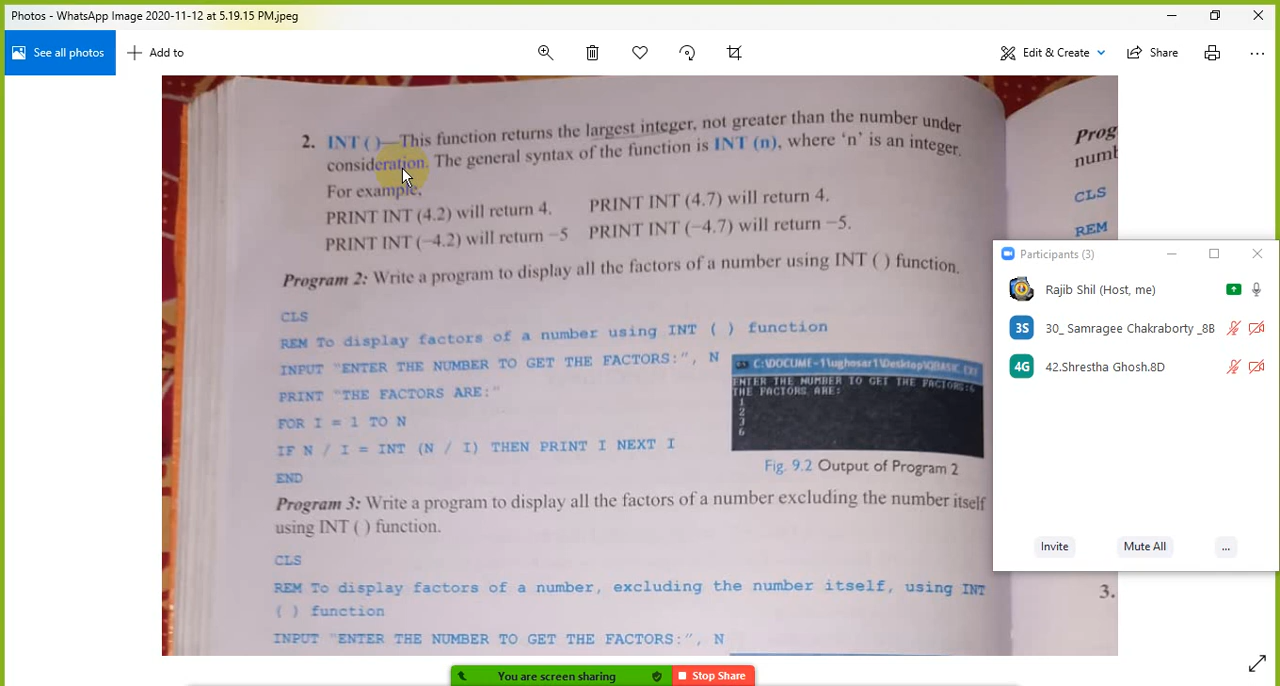 Photos - WhatsApp Image 2020-11-12 at 5.19.15 PM.jpeg
See all photos
Add to
Edit & Create
Share
2. INT ( )—This function returns the largest integer, not greater than the number under
consideration. The general syntax of the function is INT (n), where 'n' is an integer.
For example,
PRINT INT (4.2) will return 4. PRINT INT (4.7) will return 4.
PRINT INT (−4.2) will return −5 PRINT INT (−4.7) will return −5.
Program 2: Write a program to display all the factors of a number using INT ( ) function.
CLS
REM To display factors of a number using INT ( ) function
INPUT "ENTER THE NUMBER TO GET THE FACTORS:", N
PRINT "THE FACTORS ARE:"
FOR I = 1 TO N
IF N / I = INT (N / I) THEN PRINT I NEXT I
END
ENTER THE NUMBER TO GET THE FACTORS:6
THE FACTORS ARE:
1
2
3
6
Fig. 9.2 Output of Program 2
Program 3: Write a program to display all the factors of a number excluding the number itself
using INT ( ) function.
CLS
REM To display factors of a number, excluding the number itself, using INT
( ) function
INPUT "ENTER THE NUMBER TO GET THE FACTORS:", N
Prog
numb
CLS
REM
3.
Participants (3)
Rajib Shil (Host, me)
3S 30_ Samragee Chakraborty _8B
4G 42.Shrestha Ghosh.8D
Invite
Mute All
...
You are screen sharing
Stop Share